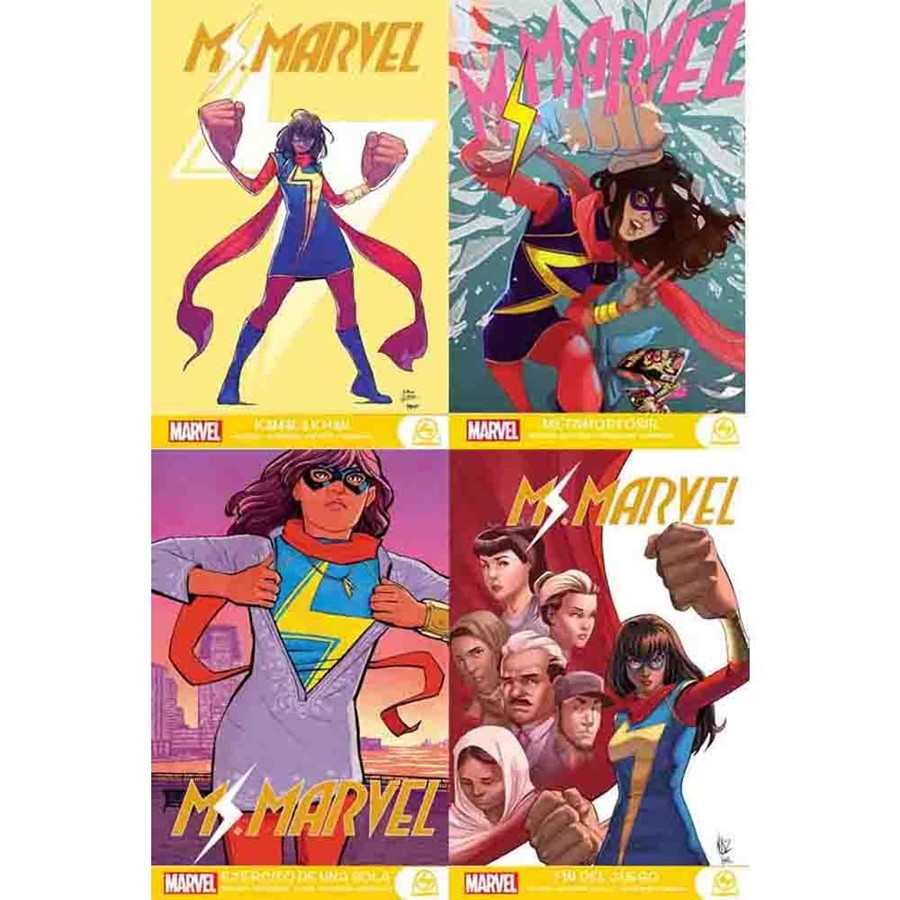 MS. MARVEL
MARVEL
KAMALA KHAN
MS MARVEL
MARVEL
METAMORFOSIS
MS. MARVEL
MARVEL
EJÉRCITO DE UNA SOLA
MS. MARVEL
MARVEL
FIN DEL JUEGO